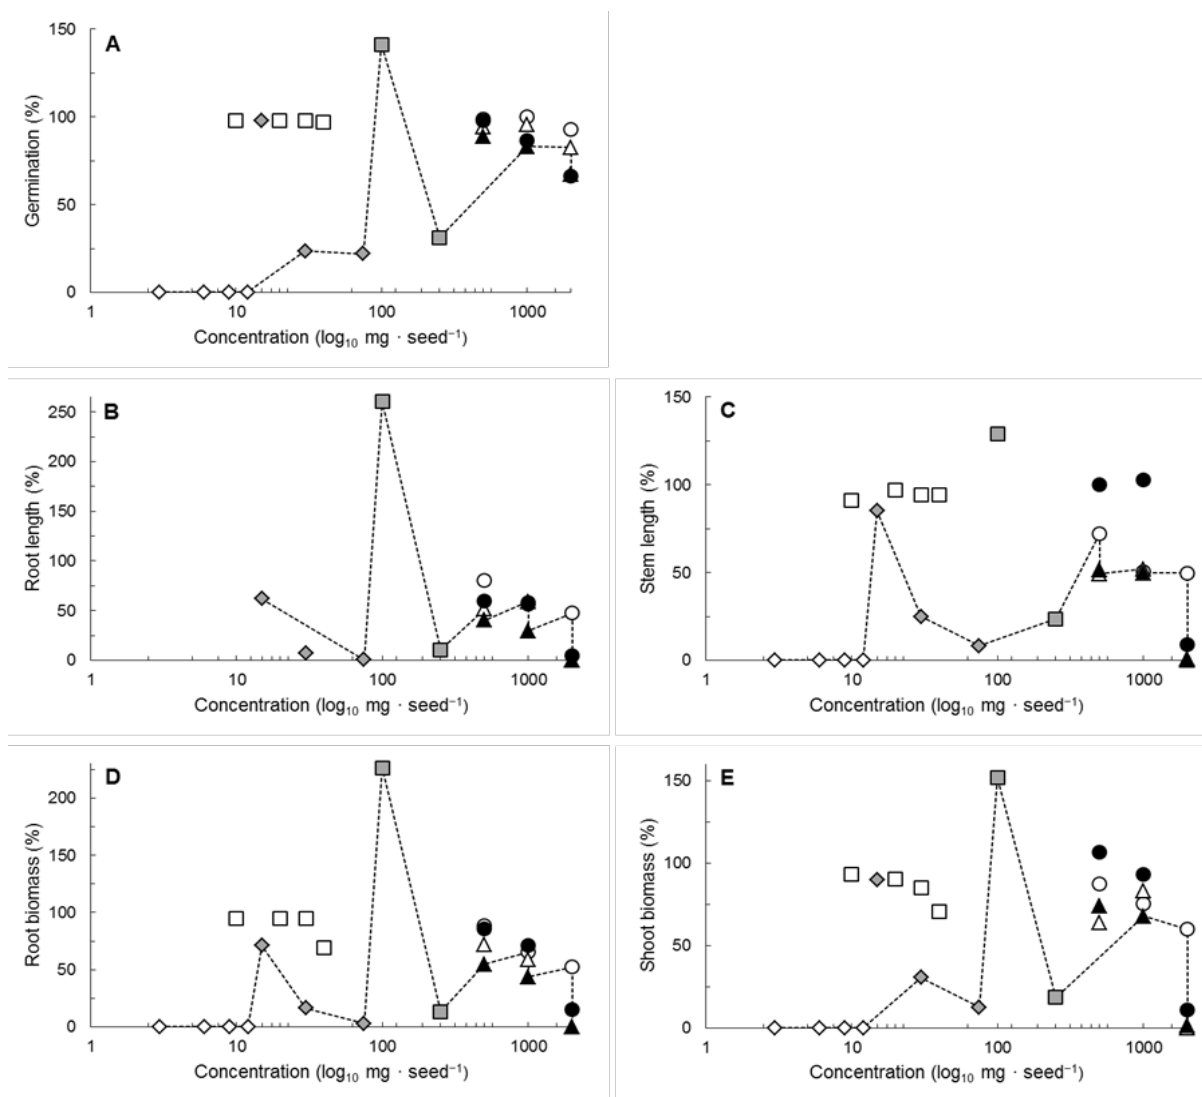 A
Germination (%)
150
100
50
0
1
10
100
1000
Concentration (log₁₀ mg · seed⁻¹)
B
Root length (%)
250
200
150
100
50
0
1
10
100
1000
Concentration (log₁₀ mg · seed⁻¹)
C
Stem length (%)
150
100
50
0
1
10
100
1000
Concentration (log₁₀ mg · seed⁻¹)
D
Root biomass (%)
200
150
100
50
0
1
10
100
1000
Concentration (log₁₀ mg · seed⁻¹)
E
Shoot biomass (%)
150
100
50
0
1
10
100
1000
Concentration (log₁₀ mg · seed⁻¹)